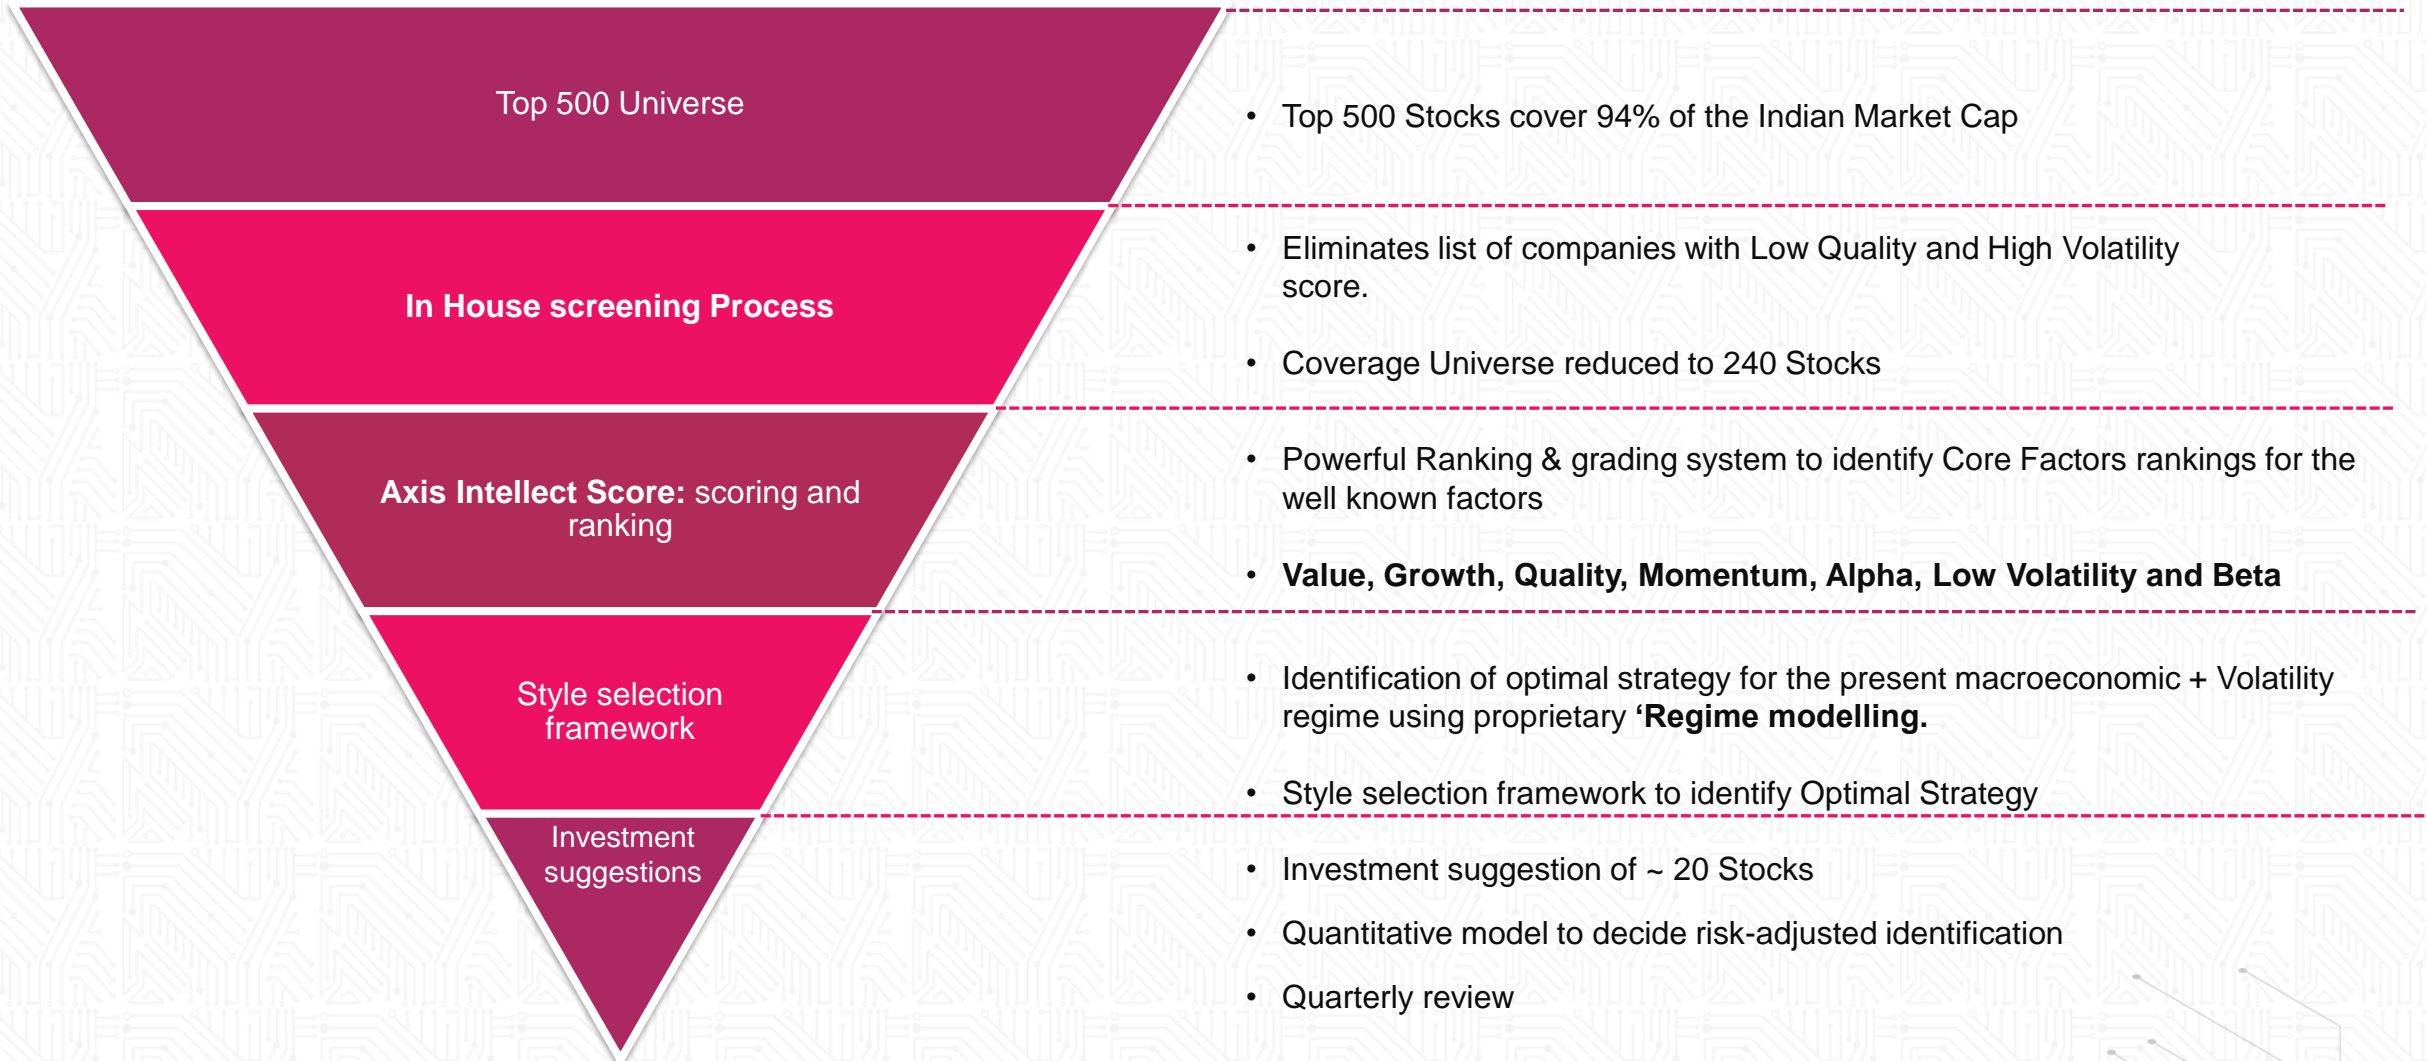 Top 500 Universe
• Top 500 Stocks cover 94% of the Indian Market Cap
In House screening Process
• Eliminates list of companies with Low Quality and High Volatility
score.
• Coverage Universe reduced to 240 Stocks
Axis Intellect Score: scoring and
ranking
• Powerful Ranking & grading system to identify Core Factors rankings for the
well known factors
• Value, Growth, Quality, Momentum, Alpha, Low Volatility and Beta
Style selection
framework
• Identification of optimal strategy for the present macroeconomic + Volatility
regime using proprietary ‘Regime modelling.
• Style selection framework to identify Optimal Strategy
Investment
suggestions
• Investment suggestion of ~ 20 Stocks
• Quantitative model to decide risk-adjusted identification
• Quarterly review